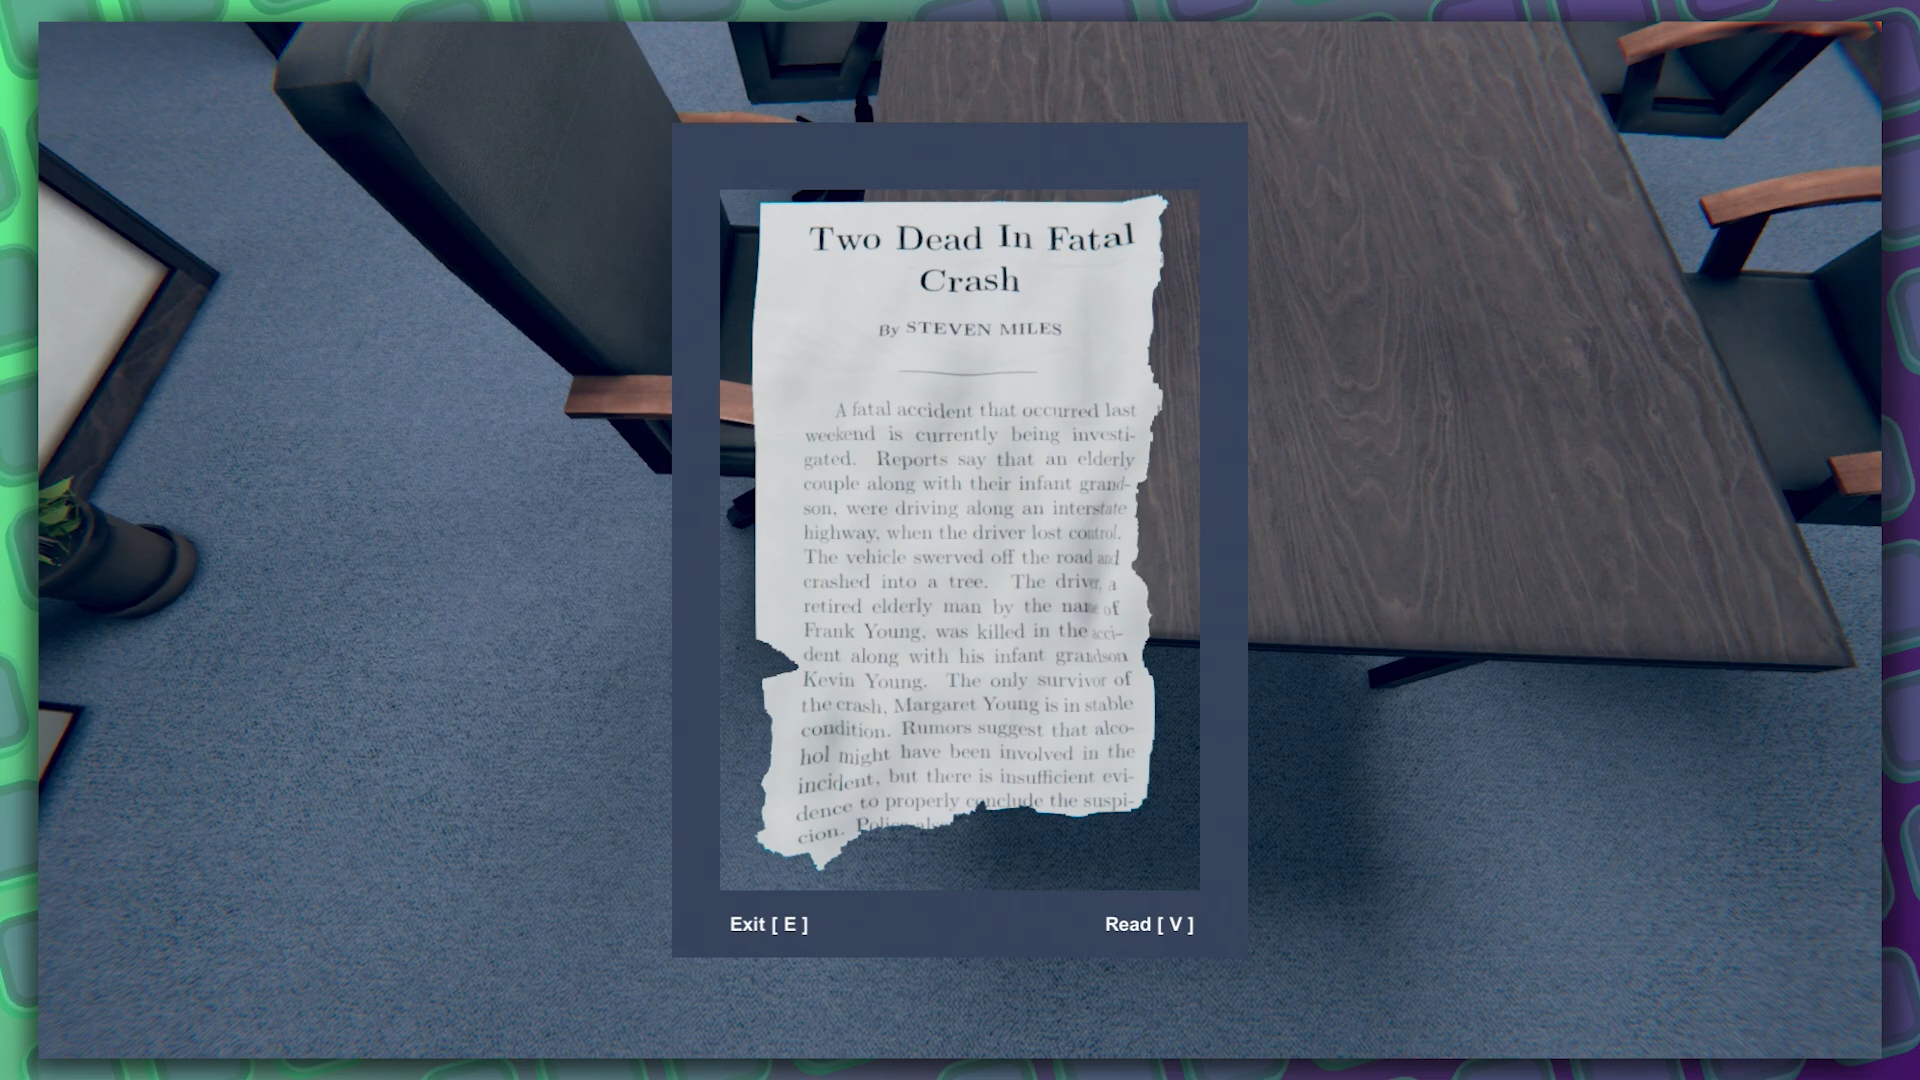 Two Dead In Fatal
Crash
By STEVEN MILES
A fatal accident that occurred last
weekend is currently being investi-
gated. Reports say that an elderly
couple along with their infant grand-
son, were driving along an interstate
highway, when the driver lost control.
The vehicle swerved off the road and
crashed into a tree. The driver, a
retired elderly man by the name of
Frank Young, was killed in the acci-
dent along with his infant grandson
Kevin Young. The only survivor of
the crash, Margaret Young is in stable
condition. Rumors suggest that alco-
hol might have been involved in the
incident, but there is insufficient evi-
dence to properly conclude the suspi-
cion. Police
Exit [ E ]
Read [ V ]